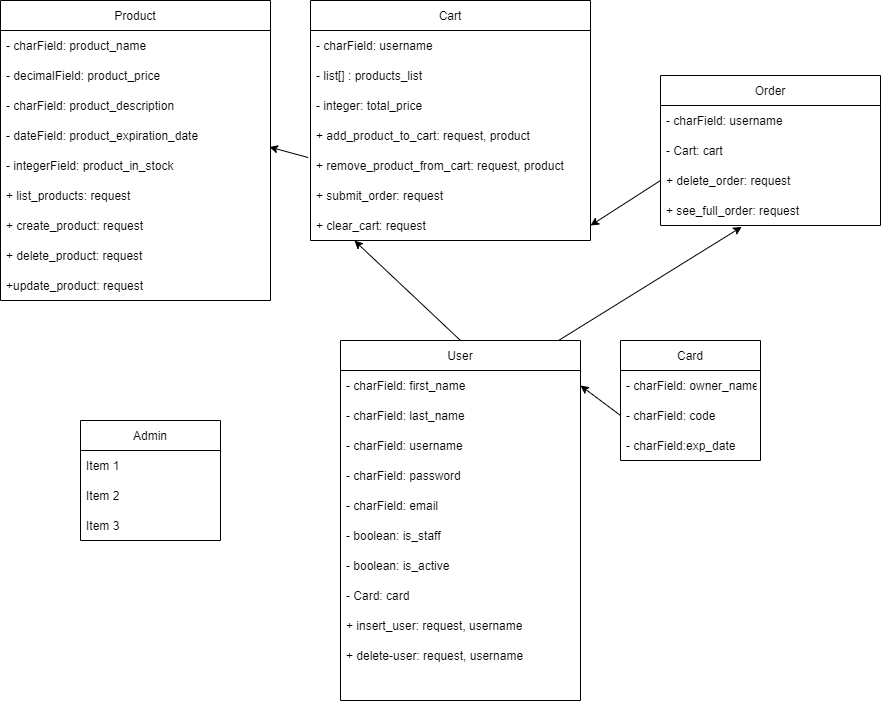 Product
- charField: product_name
- decimalField: product_price
- charField: product_description
- dateField: product_expiration_date
- integerField: product_in_stock
+ list_products: request
+ create_product: request
+ delete_product: request
+update_product: request
Cart
- charField: username
- list[] : products_list
- integer: total_price
+ add_product_to_cart: request, product
+ remove_product_from_cart: request, product
+ submit_order: request
+ clear_cart: request
Order
- charField: username
- Cart: cart
+ delete_order: request
+ see_full_order: request
User
- charField: first_name
- charField: last_name
- charField: username
- charField: password
- charField: email
- boolean: is_staff
- boolean: is_active
- Card: card
+ insert_user: request, username
+ delete-user: request, username
Card
- charField: owner_name
- charField: code
- charField:exp_date
Admin
Item 1
Item 2
Item 3